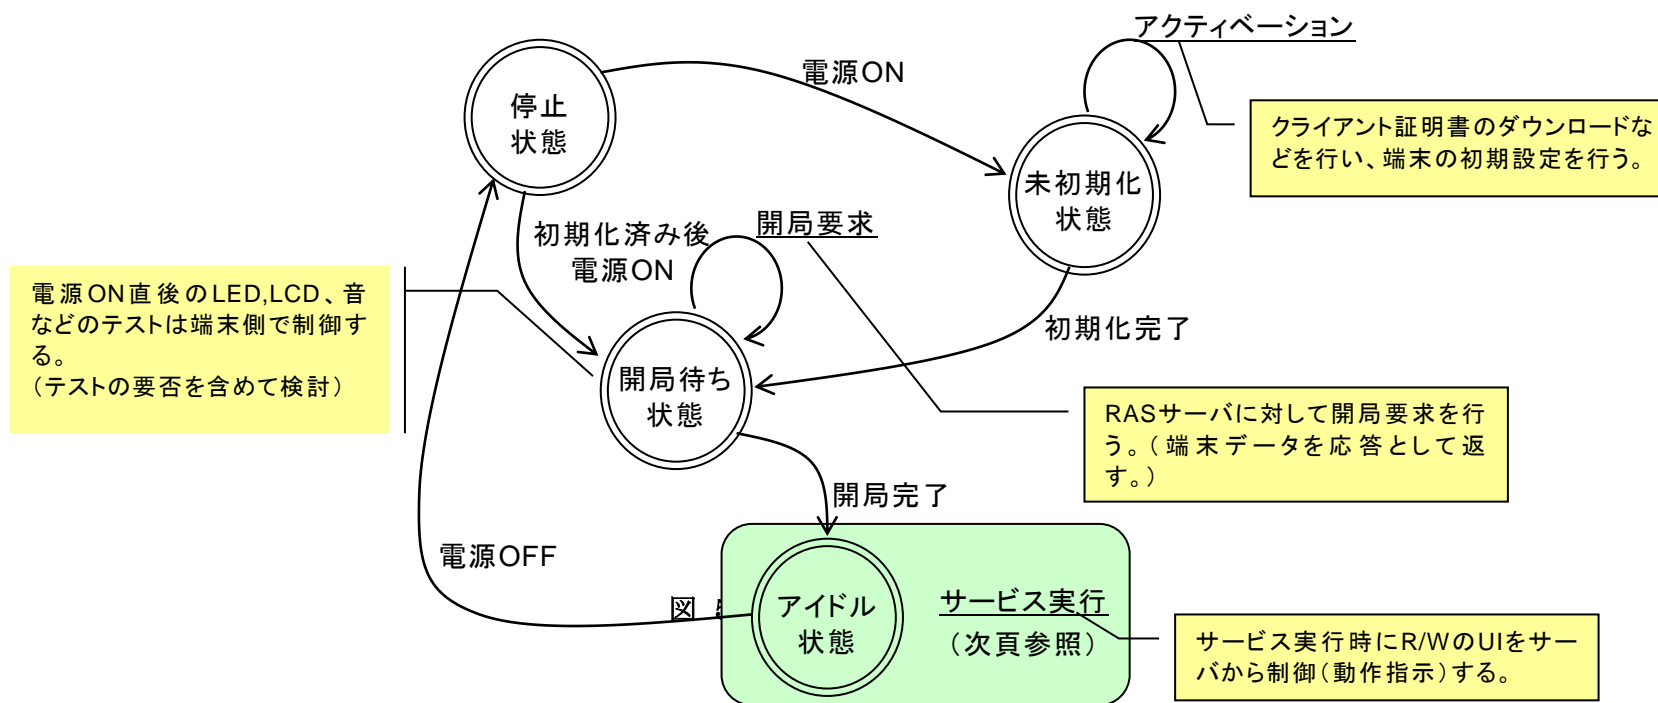 アクティベーション
電源ON
停止
状態
クライアント証明書のダウンロードな
どを行い、端末の初期設定を行う。
未初期化
状態
開局要求
初期化済み後
電源ON
電源ON直後のLED,LCD、音
などのテストは端末側で制御す
る。
（テストの要否を含めて検討）
初期化完了
開局待ち
状態
RASサーバに対して開局要求を行
う。（端末データを応答として返
す。）
開局完了
電源OFF
図
アイドル
状態
サービス実行
（次頁参照）
サービス実行時にR/WのUIをサー
バから制御（動作指示）する。